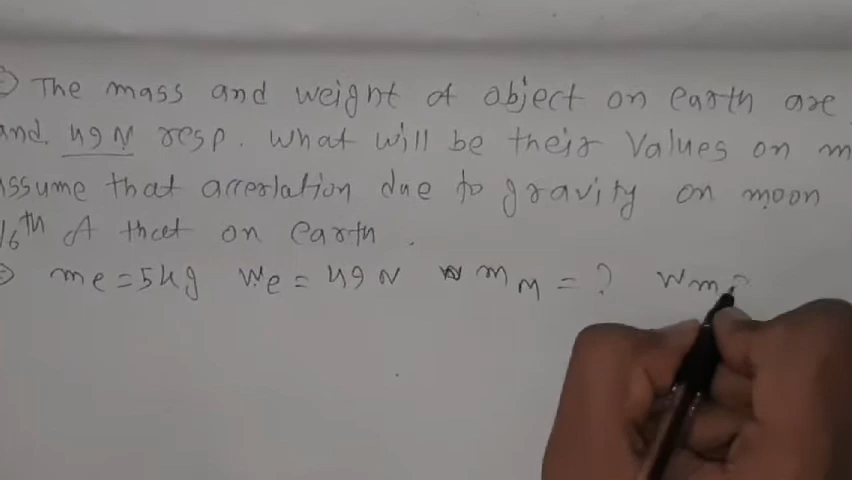 The mass and weight of object on earth are
and 49 N resp. What will be their values on m
assume that accerlation due to gravity on moon
1/6th of that on earth.
me = 5kg We = 49 N mM = ? Wm